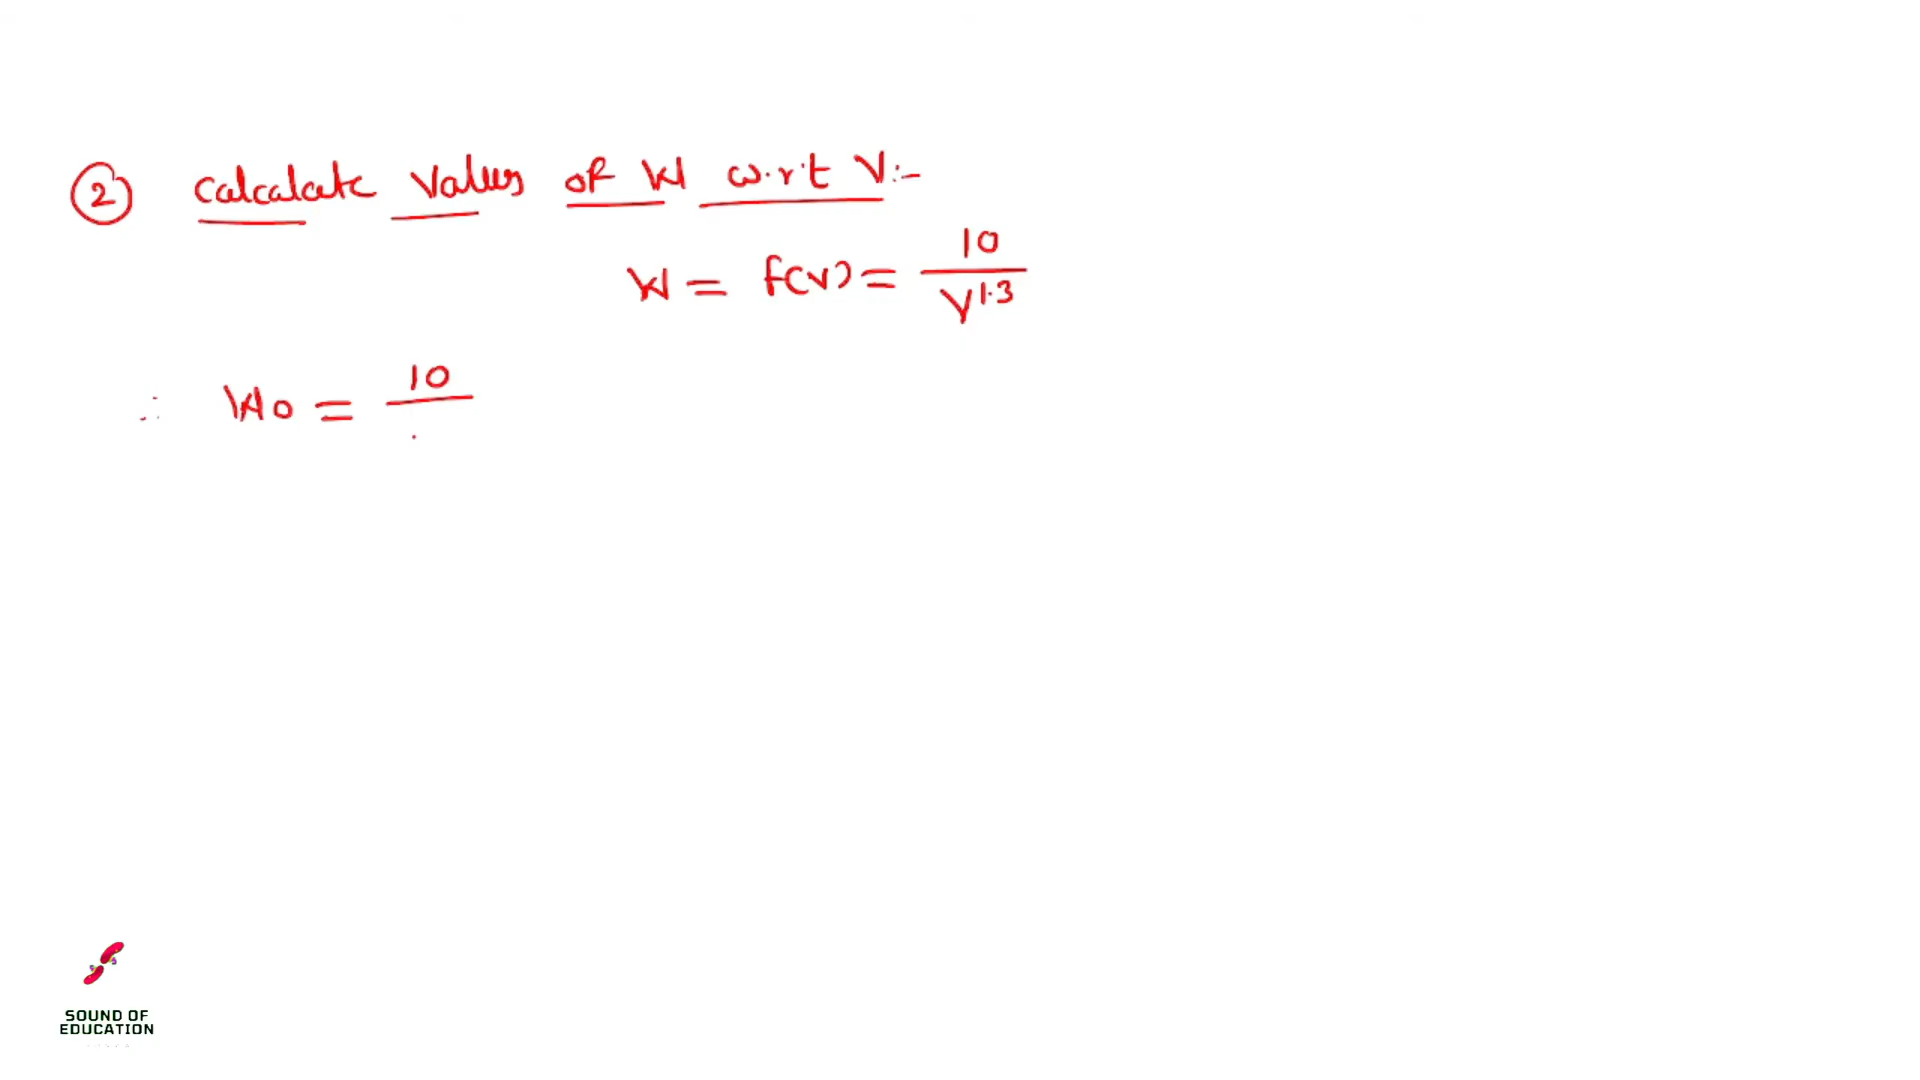 ② Calculate Values of W w.r.t V:-
W = f(V) = 10 / V^1.3
∴ W0 = 10 /
SOUND OF
EDUCATION